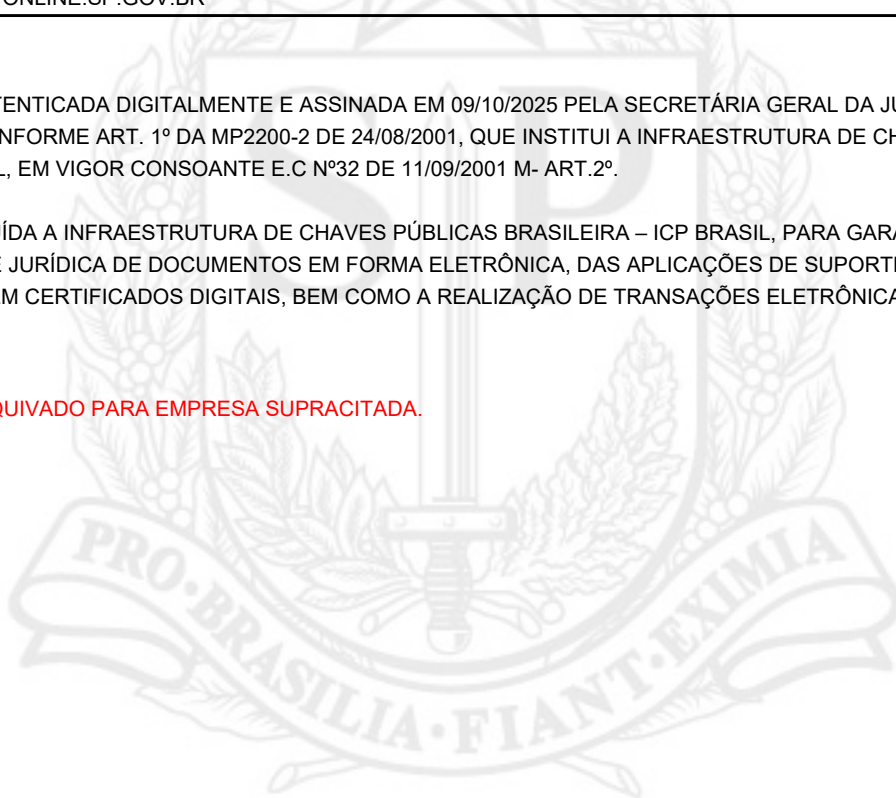 ONLINE.SP.GOV.BR
TENTICADA DIGITALMENTE E ASSINADA EM 09/10/2025 PELA SECRETÁRIA GERAL DA JU
NFORME ART. 1º DA MP2200-2 DE 24/08/2001, QUE INSTITUI A INFRAESTRUTURA DE CH
L, EM VIGOR CONSOANTE E.C Nº32 DE 11/09/2001 M- ART.2º.
ÍDA A INFRAESTRUTURA DE CHAVES PÚBLICAS BRASILEIRA – ICP BRASIL, PARA GARA
E JURÍDICA DE DOCUMENTOS EM FORMA ELETRÔNICA, DAS APLICAÇÕES DE SUPORTE
EM CERTIFICADOS DIGITAIS, BEM COMO A REALIZAÇÃO DE TRANSAÇÕES ELETRÔNICA
QUIVADO PARA EMPRESA SUPRACITADA.
SP
PRO·BRASILIA·FIANT·EXIMIA